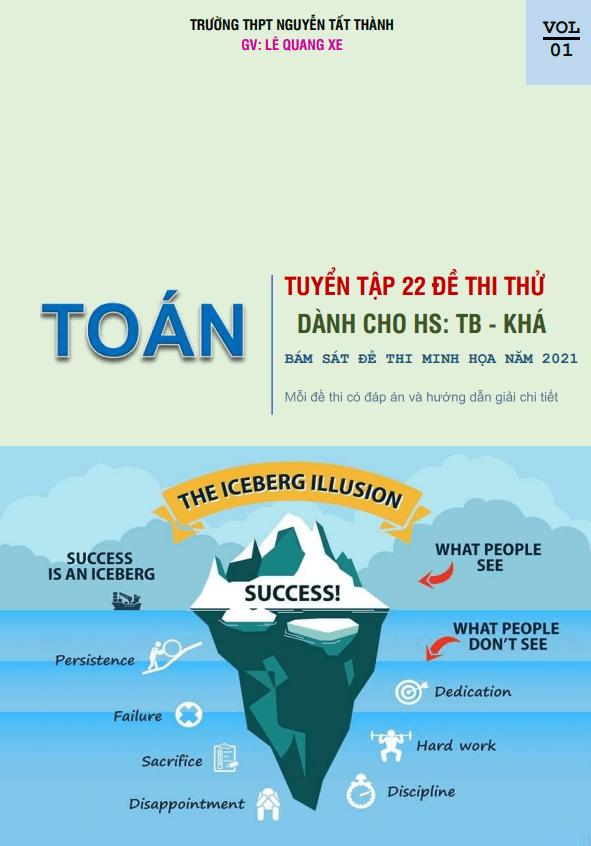 TRƯỜNG THPT NGUYỄN TẤT THÀNH
GV: LÊ QUANG XE
VOL
01
TOÁN
TUYỂN TẬP 22 ĐỀ THI THỬ
DÀNH CHO HS: TB - KHÁ
BÁM SÁT ĐỀ THI MINH HỌA NĂM 2021
Mỗi đề thi có đáp án và hướng dẫn giải chi tiết
THE ICEBERG ILLUSION
SUCCESS
IS AN ICEBERG
SUCCESS!
WHAT PEOPLE
SEE
WHAT PEOPLE
DON'T SEE
Persistence
Failure
Sacrifice
Disappointment
Dedication
Hard work
Discipline